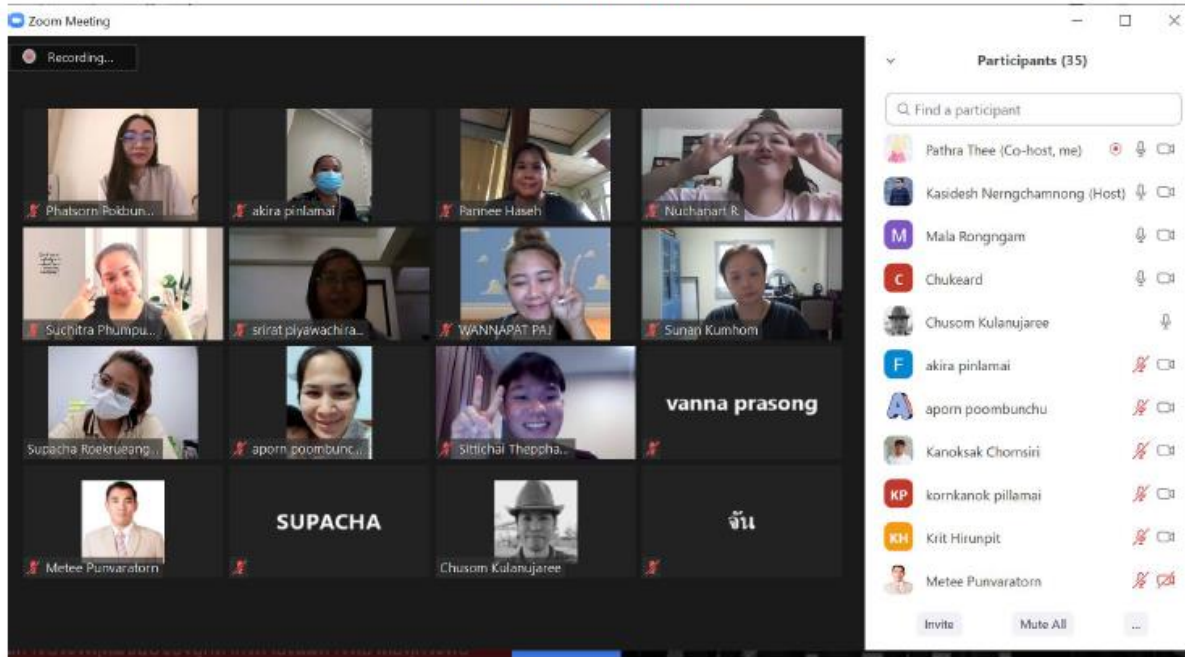 Zoom Meeting
Recording...
Phatsorn Pokbun...
akira pinlamai
Pannee Haseh
Nuchanart R.
Suchitra Phumpu...
srirat piyawachira...
WANNAPAT PAJ
Sunan Kumhom
Supacha Roekrueang...
aporn poombunc...
Sittichai Theppha...
vanna prasong
Metee Punvaratorn
SUPACHA
Chusom Kulanujaree
จัน
Participants (35)
Find a participant
Pathra Thee (Co-host, me)
Kasidesh Nerngchamnong (Host)
M Mala Rongngam
C Chukeard
Chusom Kulanujaree
F akira pinlamai
A aporn poombunchu
Kanoksak Chomsiri
KP kornkanok pillamai
KH Krit Hirunpit
Metee Punvaratorn
Invite Mute All ...